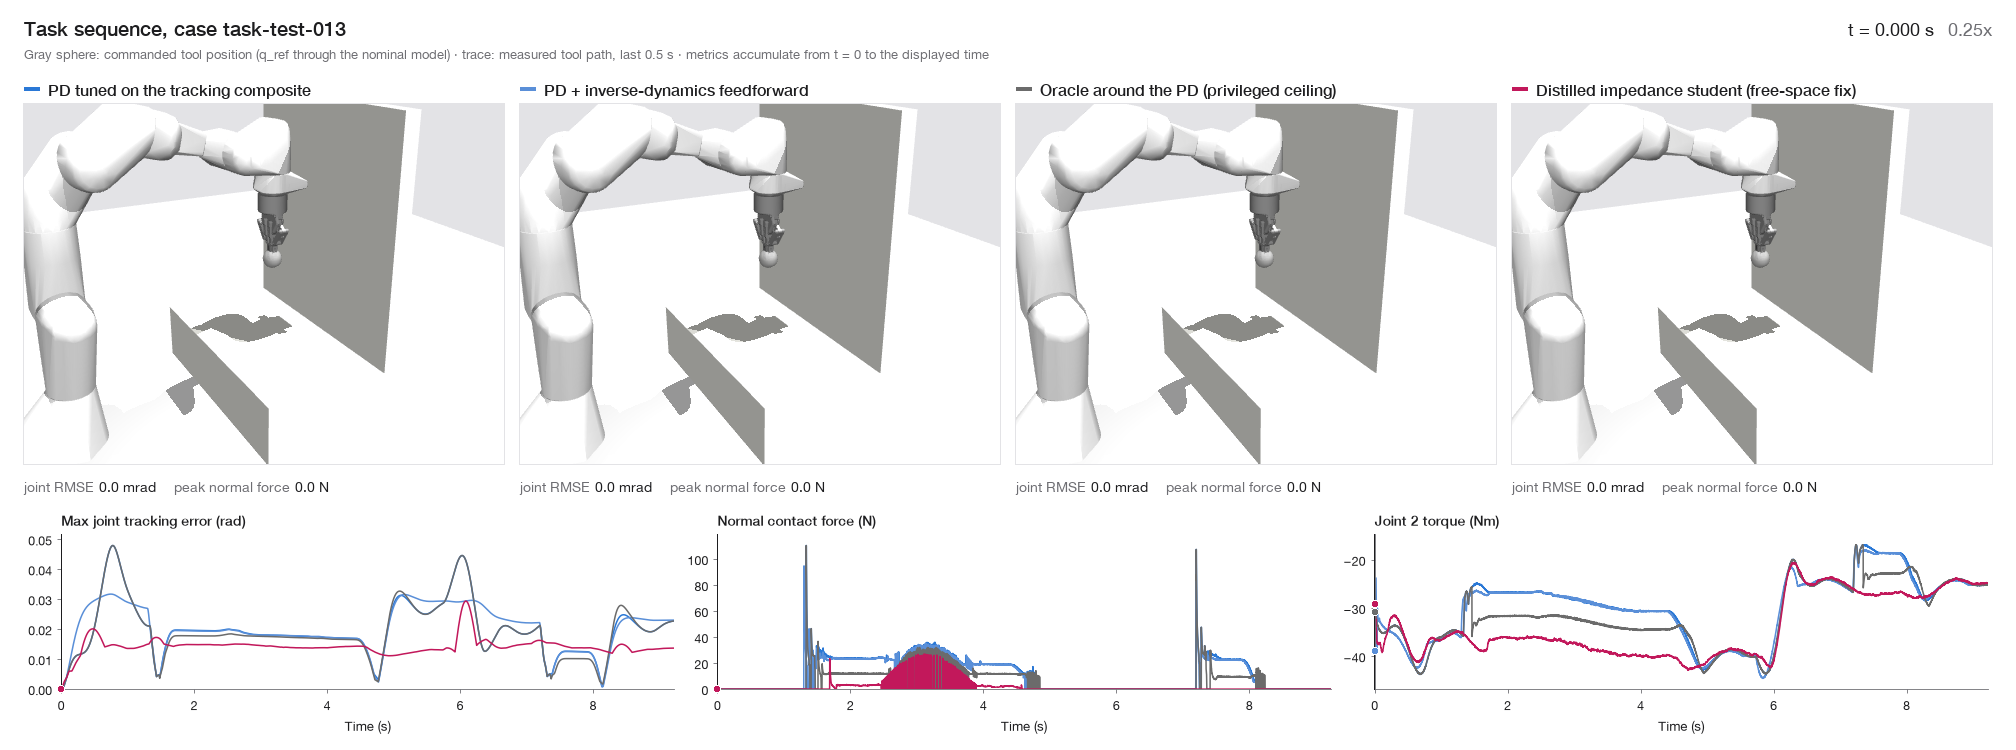 Task sequence, case task-test-013
t = 0.000 s 0.25x
Gray sphere: commanded tool position (q_ref through the nominal model) · trace: measured tool path, last 0.5 s · metrics accumulate from t = 0 to the displayed time
PD tuned on the tracking composite
PD + inverse-dynamics feedforward
Oracle around the PD (privileged ceiling)
Distilled impedance student (free-space fix)
joint RMSE 0.0 mrad peak normal force 0.0 N
joint RMSE 0.0 mrad peak normal force 0.0 N
joint RMSE 0.0 mrad peak normal force 0.0 N
joint RMSE 0.0 mrad peak normal force 0.0 N
Max joint tracking error (rad)
0.05
0.04
0.03
0.02
0.01
0.00
0 2 4 6 8
Time (s)
Normal contact force (N)
100
80
60
40
20
0
0 2 4 6 8
Time (s)
Joint 2 torque (Nm)
−20
−30
−40
0 2 4 6 8
Time (s)